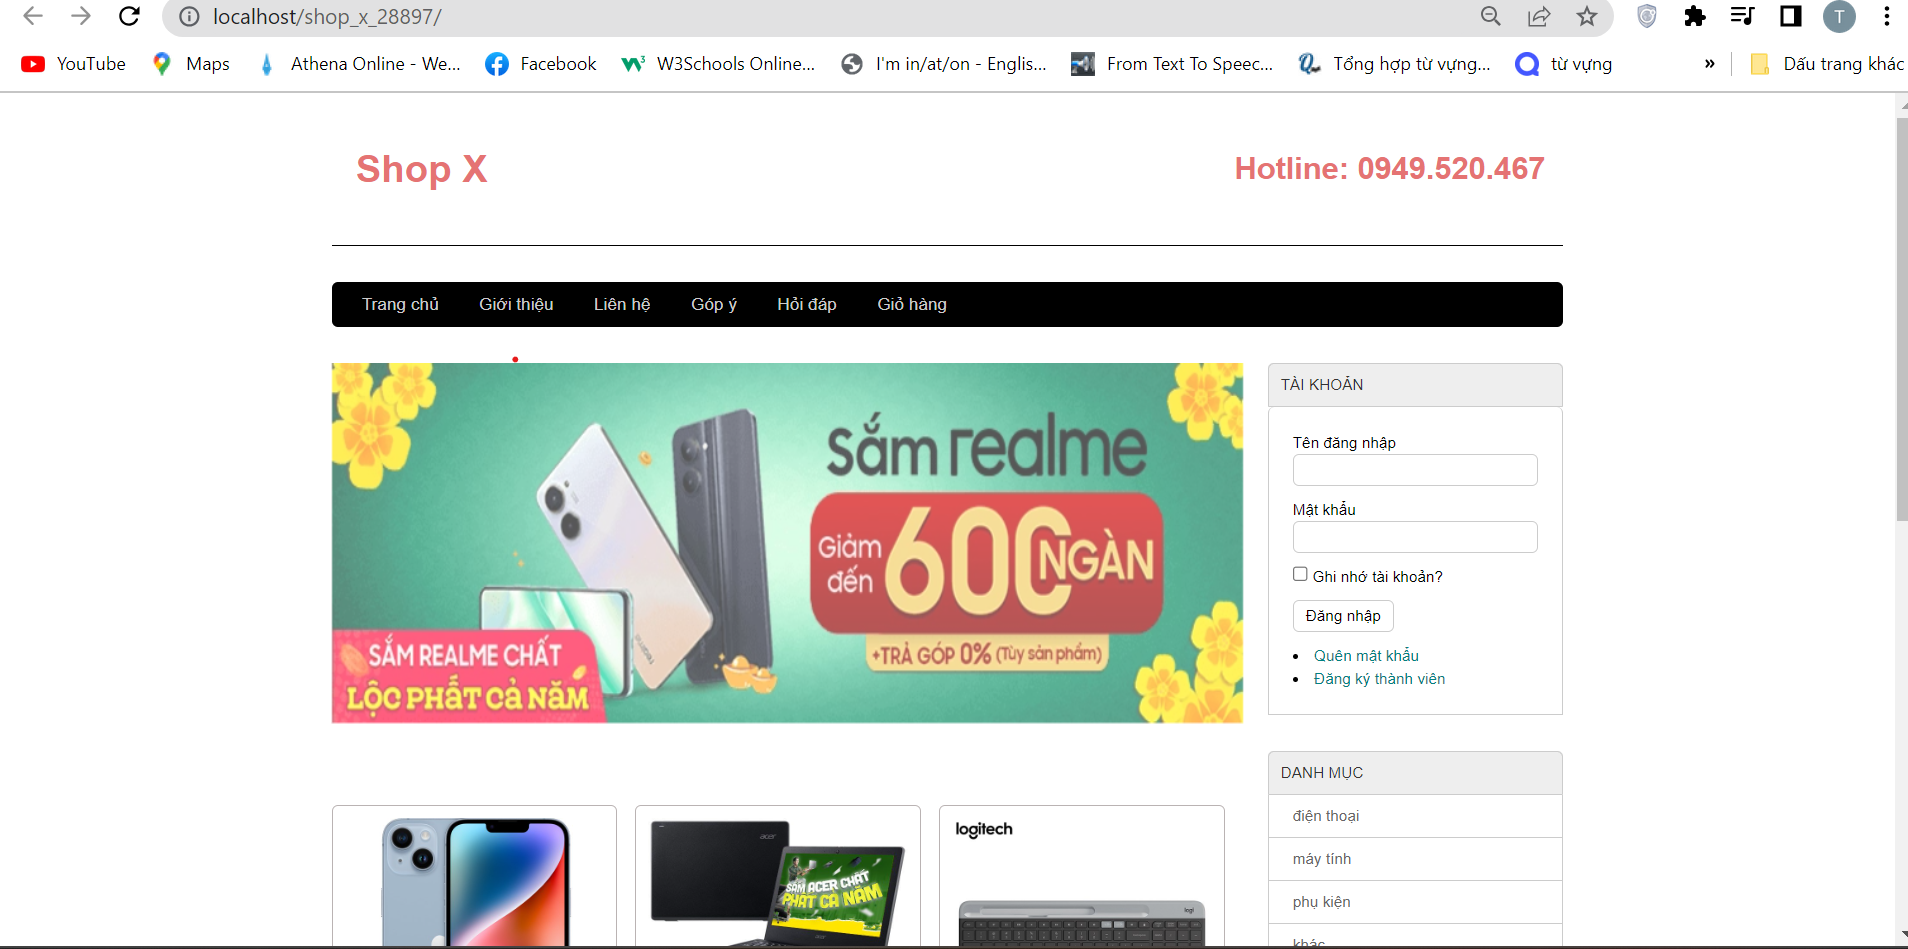 localhost/shop_x_28897/
T
YouTube Maps Athena Online - We... Facebook W3Schools Online... I'm in/at/on - Englis... From Text To Speec... Tổng hợp từ vựng... từ vựng » Dấu trang khác
Shop X
Hotline: 0949.520.467
Trang chủ Giới thiệu Liên hệ Góp ý Hỏi đáp Giỏ hàng
sắm realme
Giảm đến 600 NGÀN
+TRẢ GÓP 0% (Tùy sản phẩm)
SẮM REALME CHẤT
LỘC PHẤT CẢ NĂM
realme
TÀI KHOẢN
Tên đăng nhập
Mật khẩu
Ghi nhớ tài khoản?
Đăng nhập
Quên mật khẩu
Đăng ký thành viên
DANH MỤC
điện thoại
máy tính
phụ kiện
khác
acer
SẮM ACER CHẤT
PHÁT CẢ NĂM
acer
logitech
logi